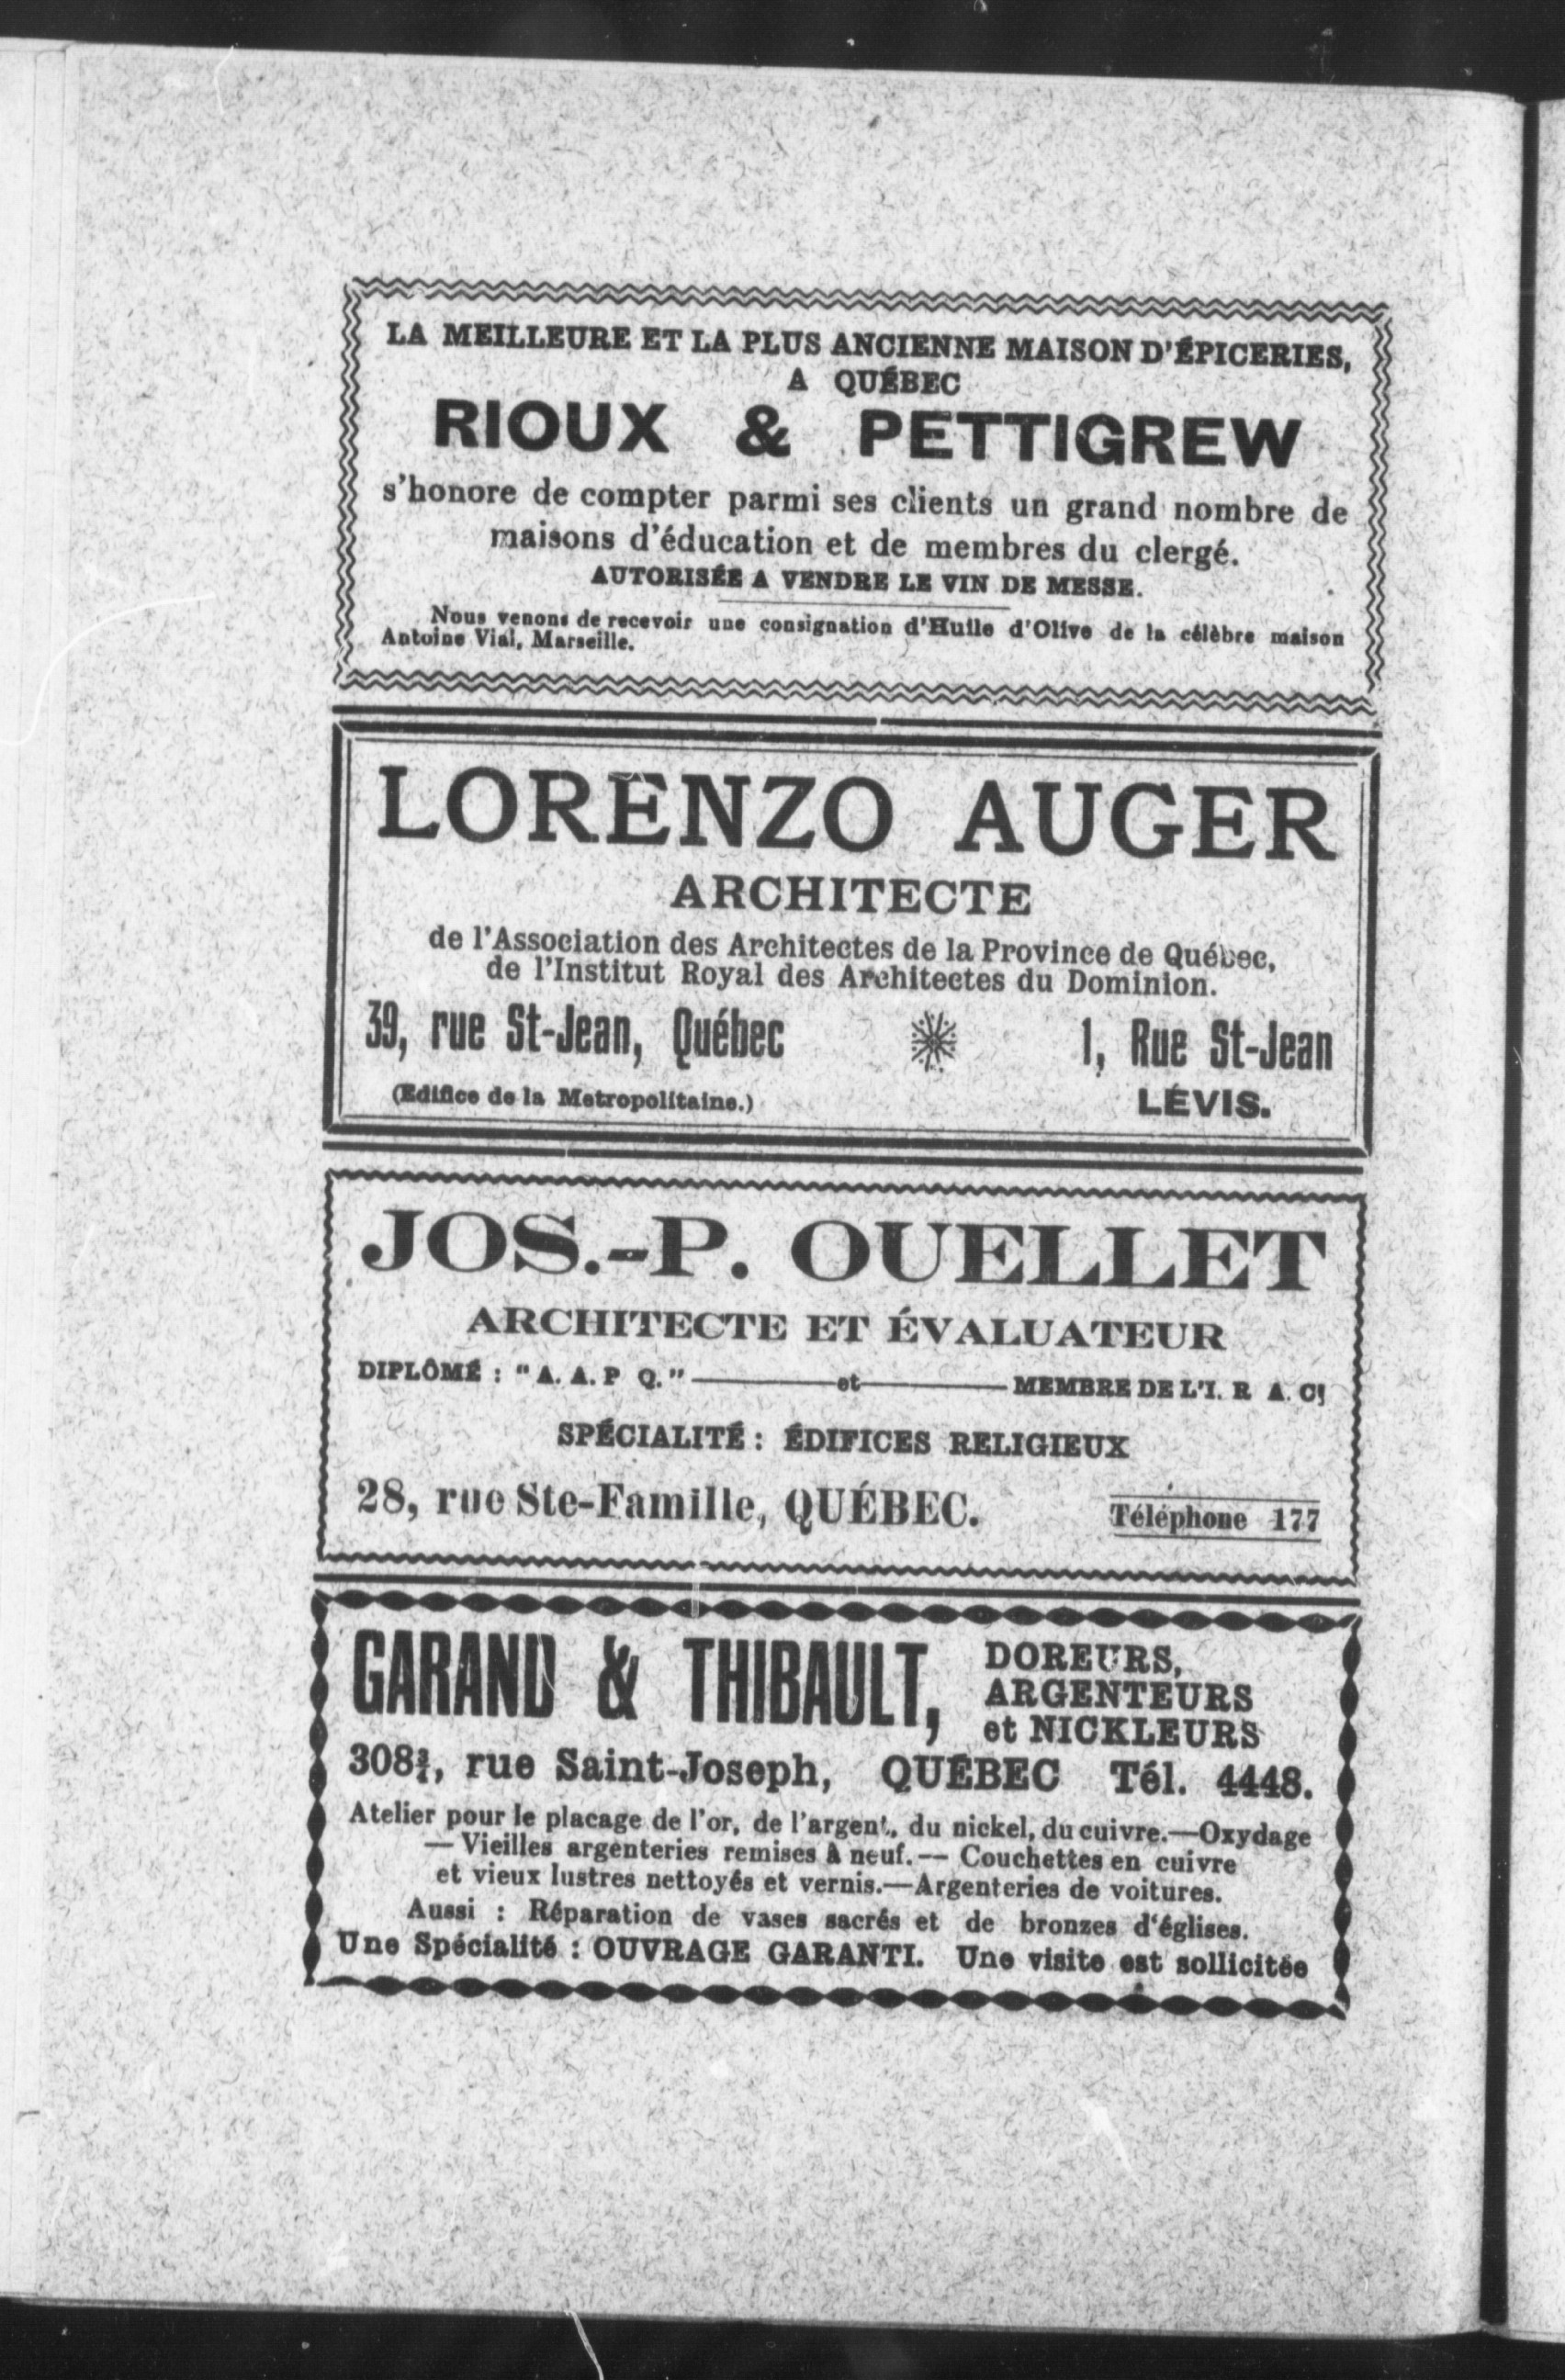 LA MEILLEURE ET LA PLUS ANCIENNE MAISON D'ÉPICERIES,
A QUÉBEC
RIOUX & PETTIGREW
s'honore de compter parmi ses clients un grand nombre de
maisons d'éducation et de membres du clergé.
AUTORISÉE A VENDRE LE VIN DE MESSE.
Nous venons de recevoir une consignation d'Huile d'Olive de la célèbre maison
Antoine Vial, Marseille.
LORENZO AUGER
ARCHITECTE
de l'Association des Architectes de la Province de Québec,
de l'Institut Royal des Architectes du Dominion.
39, rue St-Jean, Québec 1, Rue St-Jean
(Edifice de la Metropolitaine.) LÉVIS.
JOS.-P. OUELLET
ARCHITECTE ET ÉVALUATEUR
DIPLÔMÉ : "A. A. P Q."——et——MEMBRE DE L'I. R A. C!
SPÉCIALITÉ : ÉDIFICES RELIGIEUX
28, rue Ste-Famille, QUÉBEC. Téléphone 177
GARAND & THIBAULT, DOREURS,
ARGENTEURS
et NICKLEURS
308¾, rue Saint-Joseph, QUÉBEC Tél. 4448.
Atelier pour le placage de l'or, de l'argent, du nickel, du cuivre.—Oxydage
— Vieilles argenteries remises à neuf. — Couchettes en cuivre
et vieux lustres nettoyés et vernis.—Argenteries de voitures.
Aussi : Réparation de vases sacrés et de bronzes d'églises.
Une Spécialité : OUVRAGE GARANTI. Une visite est sollicitée